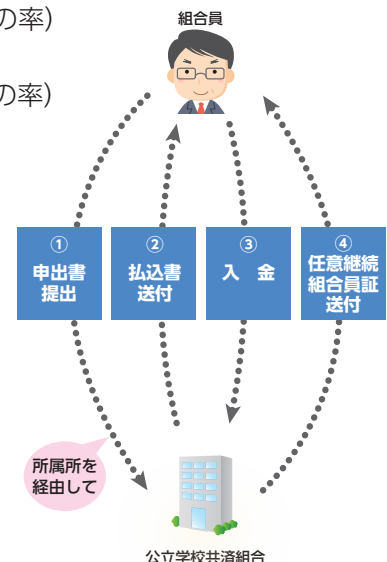 の率)
の率)
組合員
①
申出書
提出
②
払込書
送付
③
入　金
④
任意継続
組合員証
送付
所属所を
経由して
公立学校共済組合